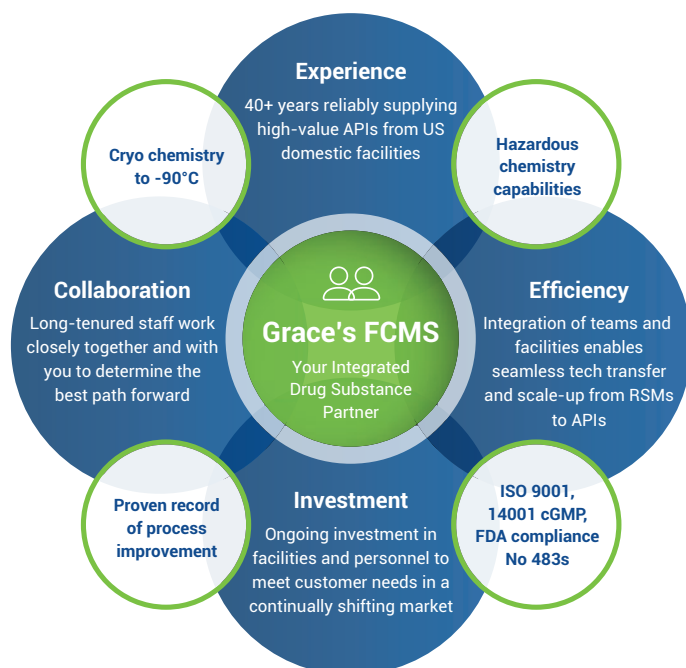 Experience
40+ years reliably supplying
high-value APIs from US
domestic facilities
Cryo chemistry
to -90°C
Hazardous
chemistry
capabilities
Collaboration
Long-tenured staff work
closely together and with
you to determine the
best path forward
Grace's FCMS
Your Integrated
Drug Substance
Partner
Efficiency
Integration of teams and
facilities enables
seamless tech transfer
and scale-up from RSMs
to APIs
Proven record
of process
improvement
Investment
Ongoing investment in
facilities and personnel to
meet customer needs in a
continually shifting market
ISO 9001,
14001 cGMP,
FDA compliance
No 483s